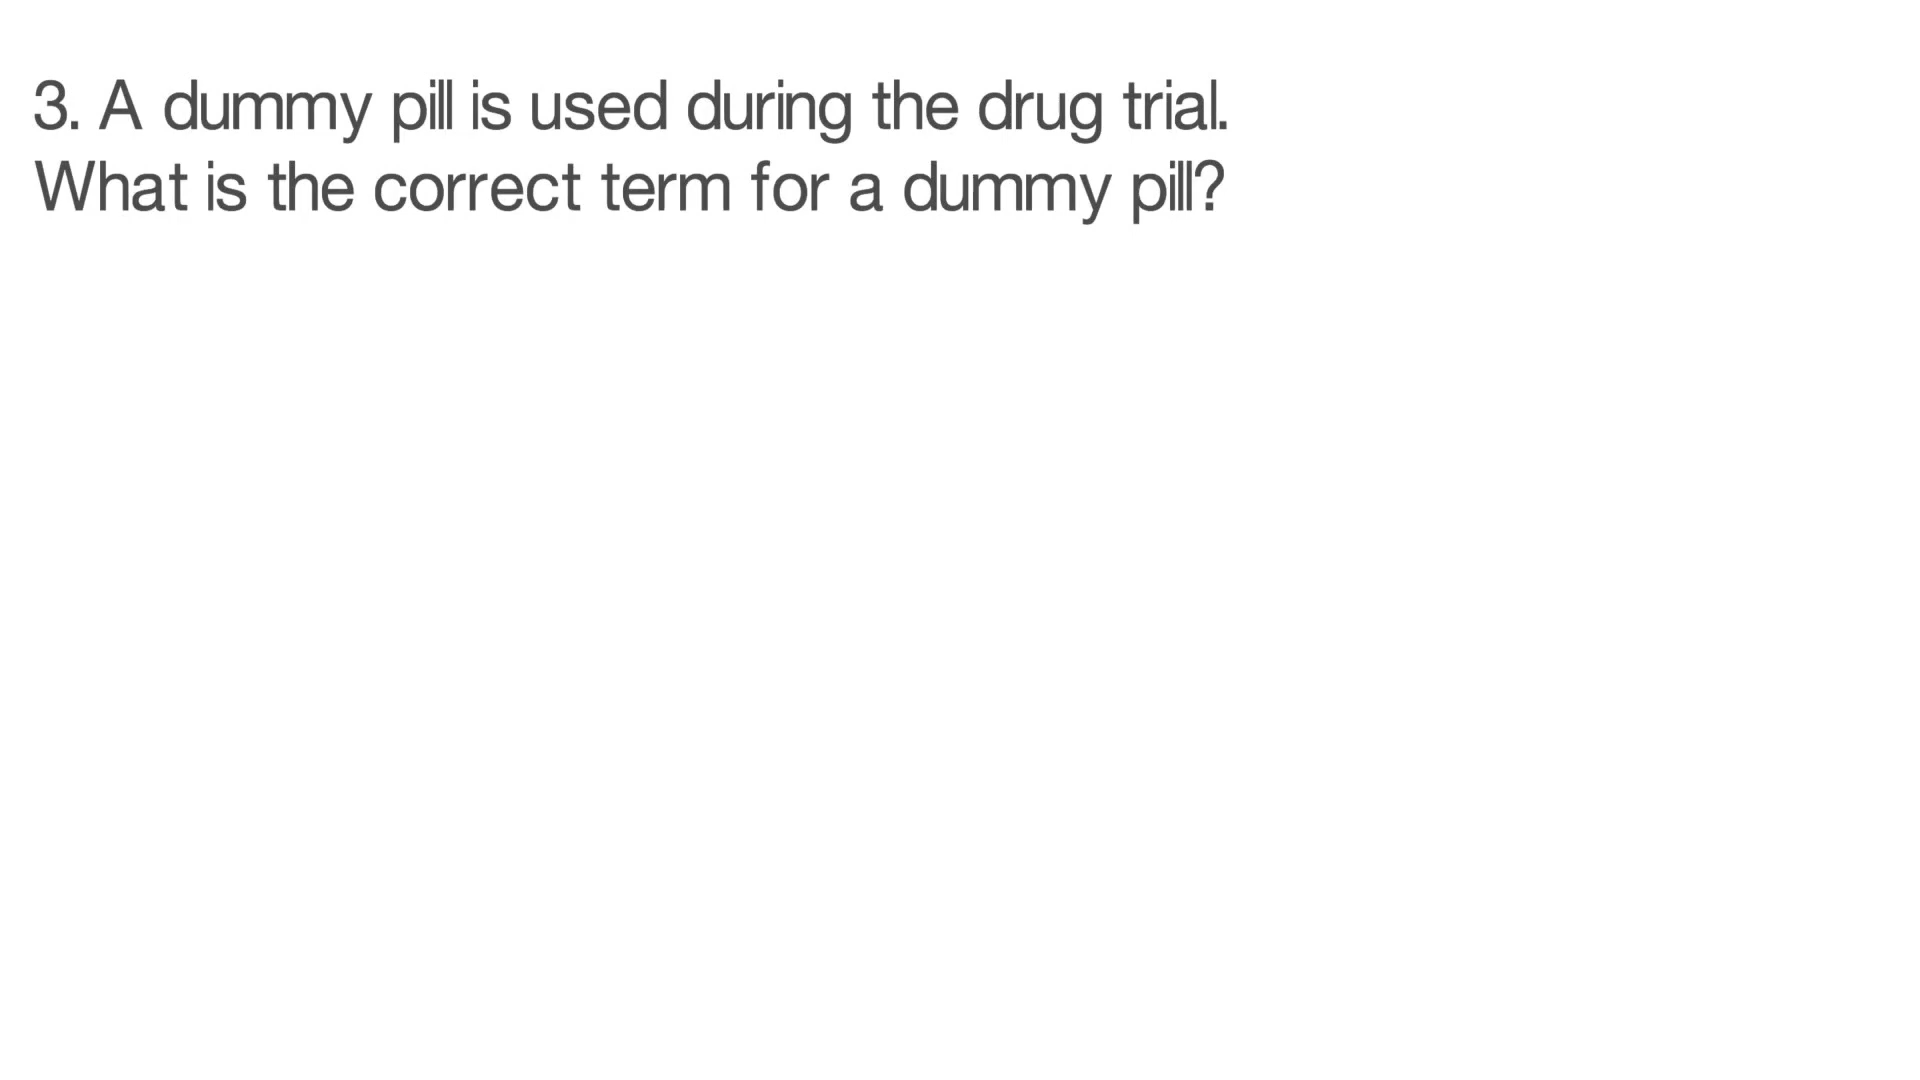 3. A dummy pill is used during the drug trial.
What is the correct term for a dummy pill?